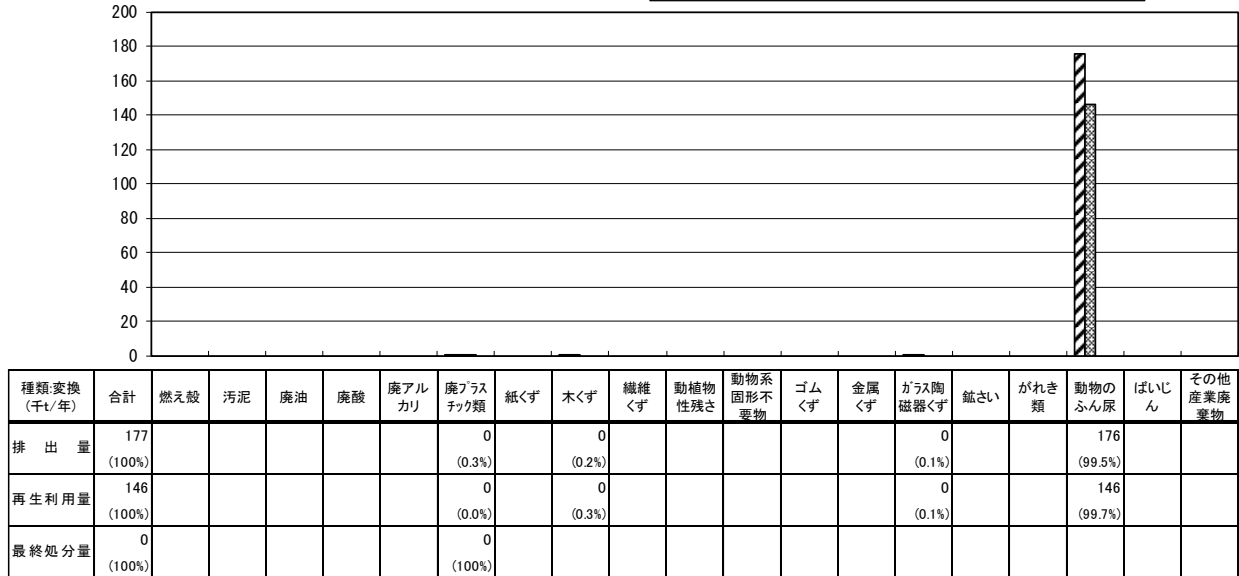 200
180
160
140
120
100
80
60
40
20
0
種類:変換 (千t/年) 合計 燃え殻 汚泥 廃油 廃酸 廃アルカリ 廃プラスチック類 紙くず 木くず 繊維くず 動植物性残さ 動物系固形不要物 ゴムくず 金属くず ガラス陶磁器くず 鉱さい がれき類 動物のふん尿 ばいじん その他産業廃棄物
排出量 177 0 0 0 176
(100%) (0.3%) (0.2%) (0.1%) (99.5%)
再生利用量 146 0 0 0 146
(100%) (0.0%) (0.3%) (0.1%) (99.7%)
最終処分量 0 0
(100%) (100%)